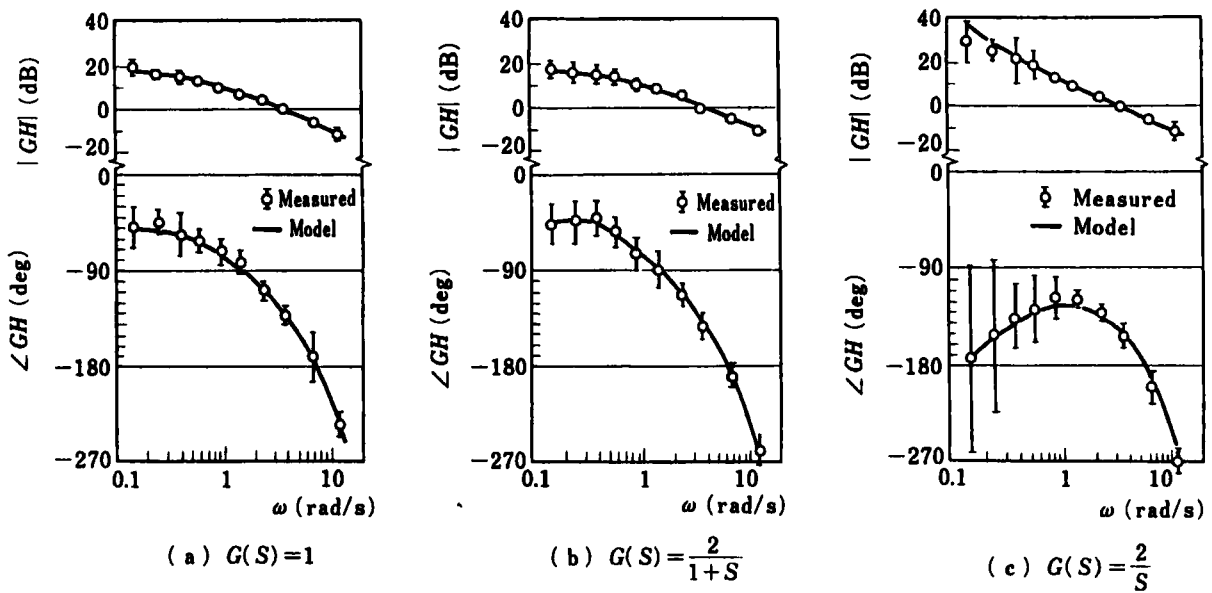 40
20
0
−20
|GH| (dB)
0
−90
−180
−270
∠GH (deg)
Measured
Model
0.1
1
10
ω (rad/s)
(a) G(S)=1
40
20
0
−20
|GH| (dB)
0
−90
−180
−270
∠GH (deg)
Measured
Model
0.1
1
10
ω (rad/s)
(b) G(S)=2/(1+S)
40
20
0
−20
|GH| (dB)
0
−90
−180
−270
∠GH (deg)
Measured
Model
0.1
1
10
ω (rad/s)
(c) G(S)=2/S